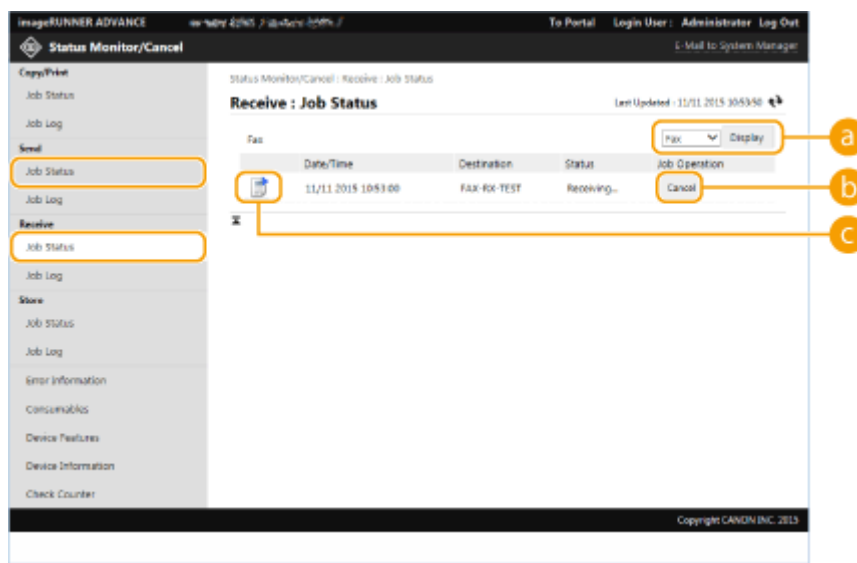 imageRUNNER ADVANCE
To Portal Login User: Administrator Log Out
Status Monitor/Cancel
E-Mail to System Manager
Copy/Print
Job Status
Job Log
Send
Job Status
Job Log
Receive
Job Status
Job Log
Store
Job Status
Job Log
Error Information
Consumables
Device Features
Device Information
Check Counter
Status Monitor/Cancel : Receive : Job Status
Receive : Job Status
Last Updated : 11/11 2015 10:53:50
Fax
Fax Display
Date/Time Destination Status Job Operation
11/11 2015 10:53:00 FAX-RX-TEST Receiving... Cancel
a
b
c
Copyright CANON INC. 2015